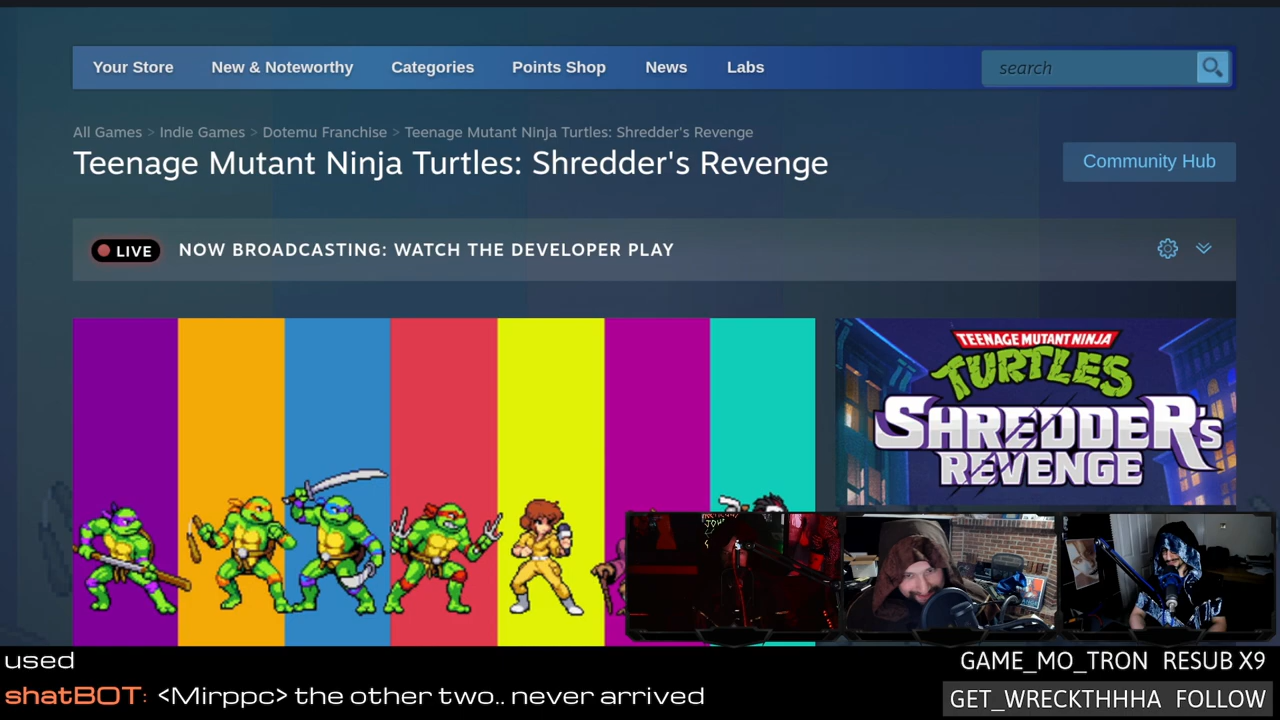 Your Store New & Noteworthy Categories Points Shop News Labs search
All Games > Indie Games > Dotemu Franchise > Teenage Mutant Ninja Turtles: Shredder's Revenge
Teenage Mutant Ninja Turtles: Shredder's Revenge
Community Hub
LIVE NOW BROADCASTING: WATCH THE DEVELOPER PLAY
TEENAGE MUTANT NINJA
TURTLES
SHREDDER'S
REVENGE
used
shatBOT: <Mirppc> the other two.. never arrived
GAME_MO_TRON RESUB X9
GET_WRECKTHHHA FOLLOW